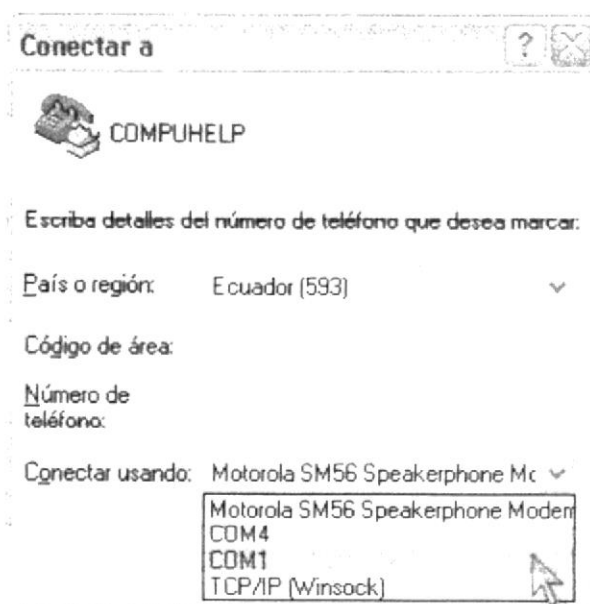 Conectar a
COMPUHELP
Escriba detalles del número de teléfono que desea marcar:
País o región: Ecuador (593)
Código de área:
Número de
teléfono:
Conectar usando: Motorola SM56 Speakerphone Mc
Motorola SM56 Speakerphone Modem
COM4
COM1
TCP/IP (Winsock)